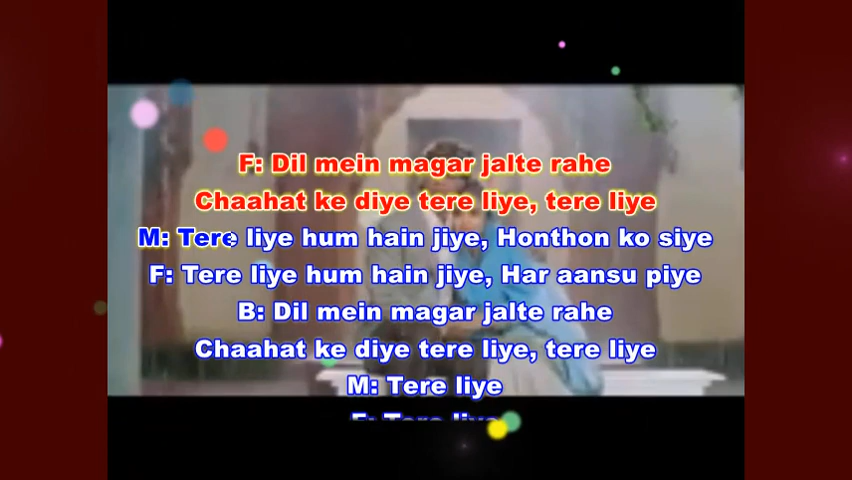 F: Dil mein magar jalte rahe
Chaahat ke diye tere liye, tere liye
M: Tere liye hum hain jiye, Honthon ko siye
F: Tere liye hum hain jiye, Har aansu piye
B: Dil mein magar jalte rahe
Chaahat ke diye tere liye, tere liye
M: Tere liye
F: Tere liye